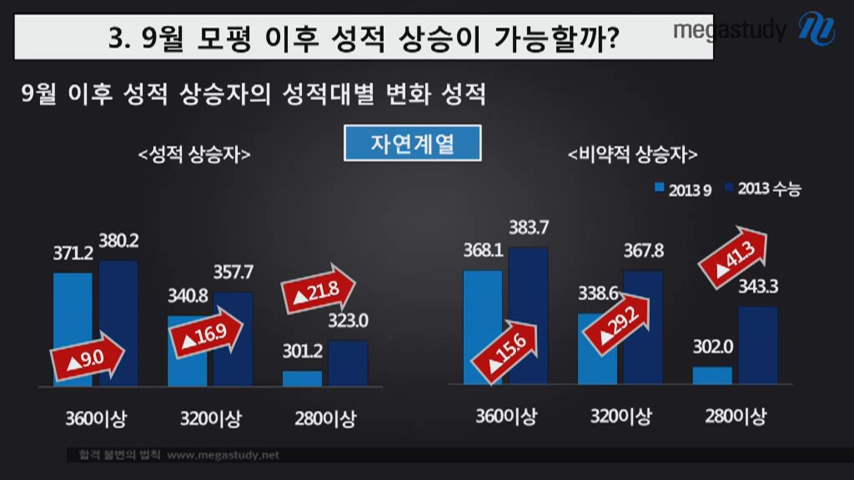 3. 9월 모평 이후 성적 상승이 가능할까?
megastudy
9월 이후 성적 상승자의 성적대별 변화 성적
자연계열
<성적 상승자>
371.2
380.2
▲9.0
360이상
340.8
357.7
▲16.9
320이상
▲21.8
301.2
323.0
280이상
<비약적 상승자>
2013 9
2013 수능
368.1
383.7
▲15.6
360이상
338.6
367.8
▲29.2
320이상
▲41.3
302.0
343.3
280이상
합격 불변의 법칙 www.megastudy.net